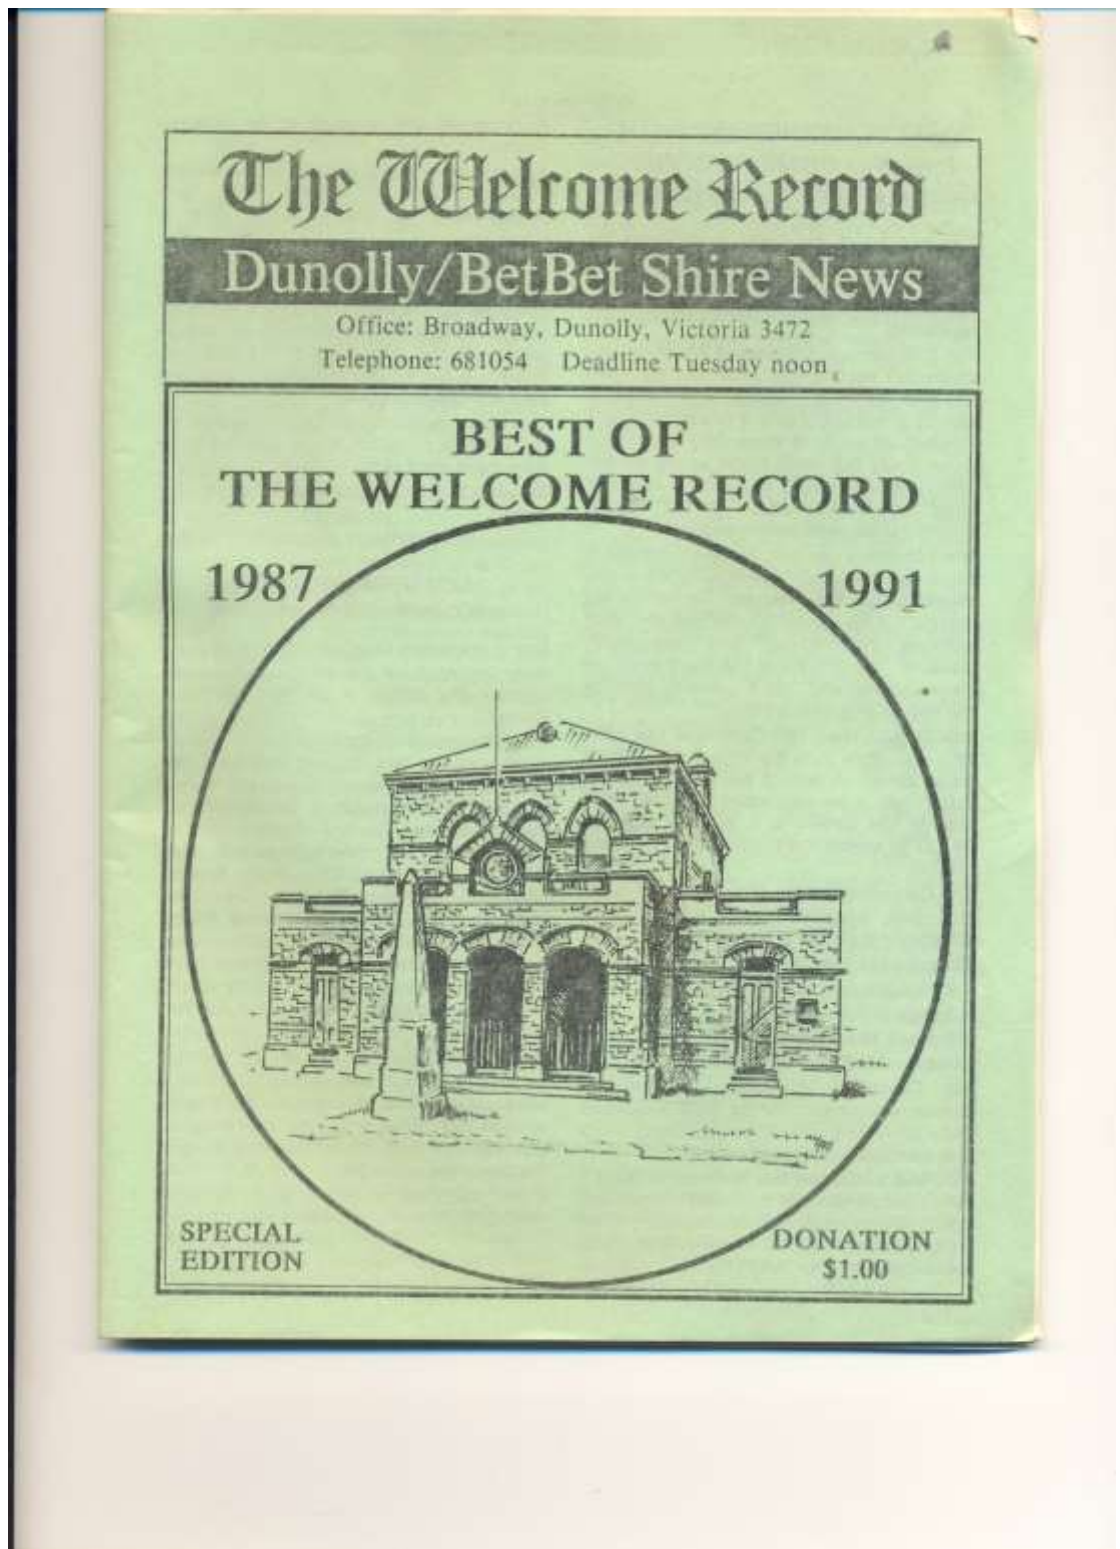 The Welcome Record
Dunolly/BetBet Shire News
Office: Broadway, Dunolly, Victoria 3472
Telephone: 681054 Deadline Tuesday noon
BEST OF
THE WELCOME RECORD
1987
1991
HALL
SPECIAL
EDITION
DONATION
$1.00